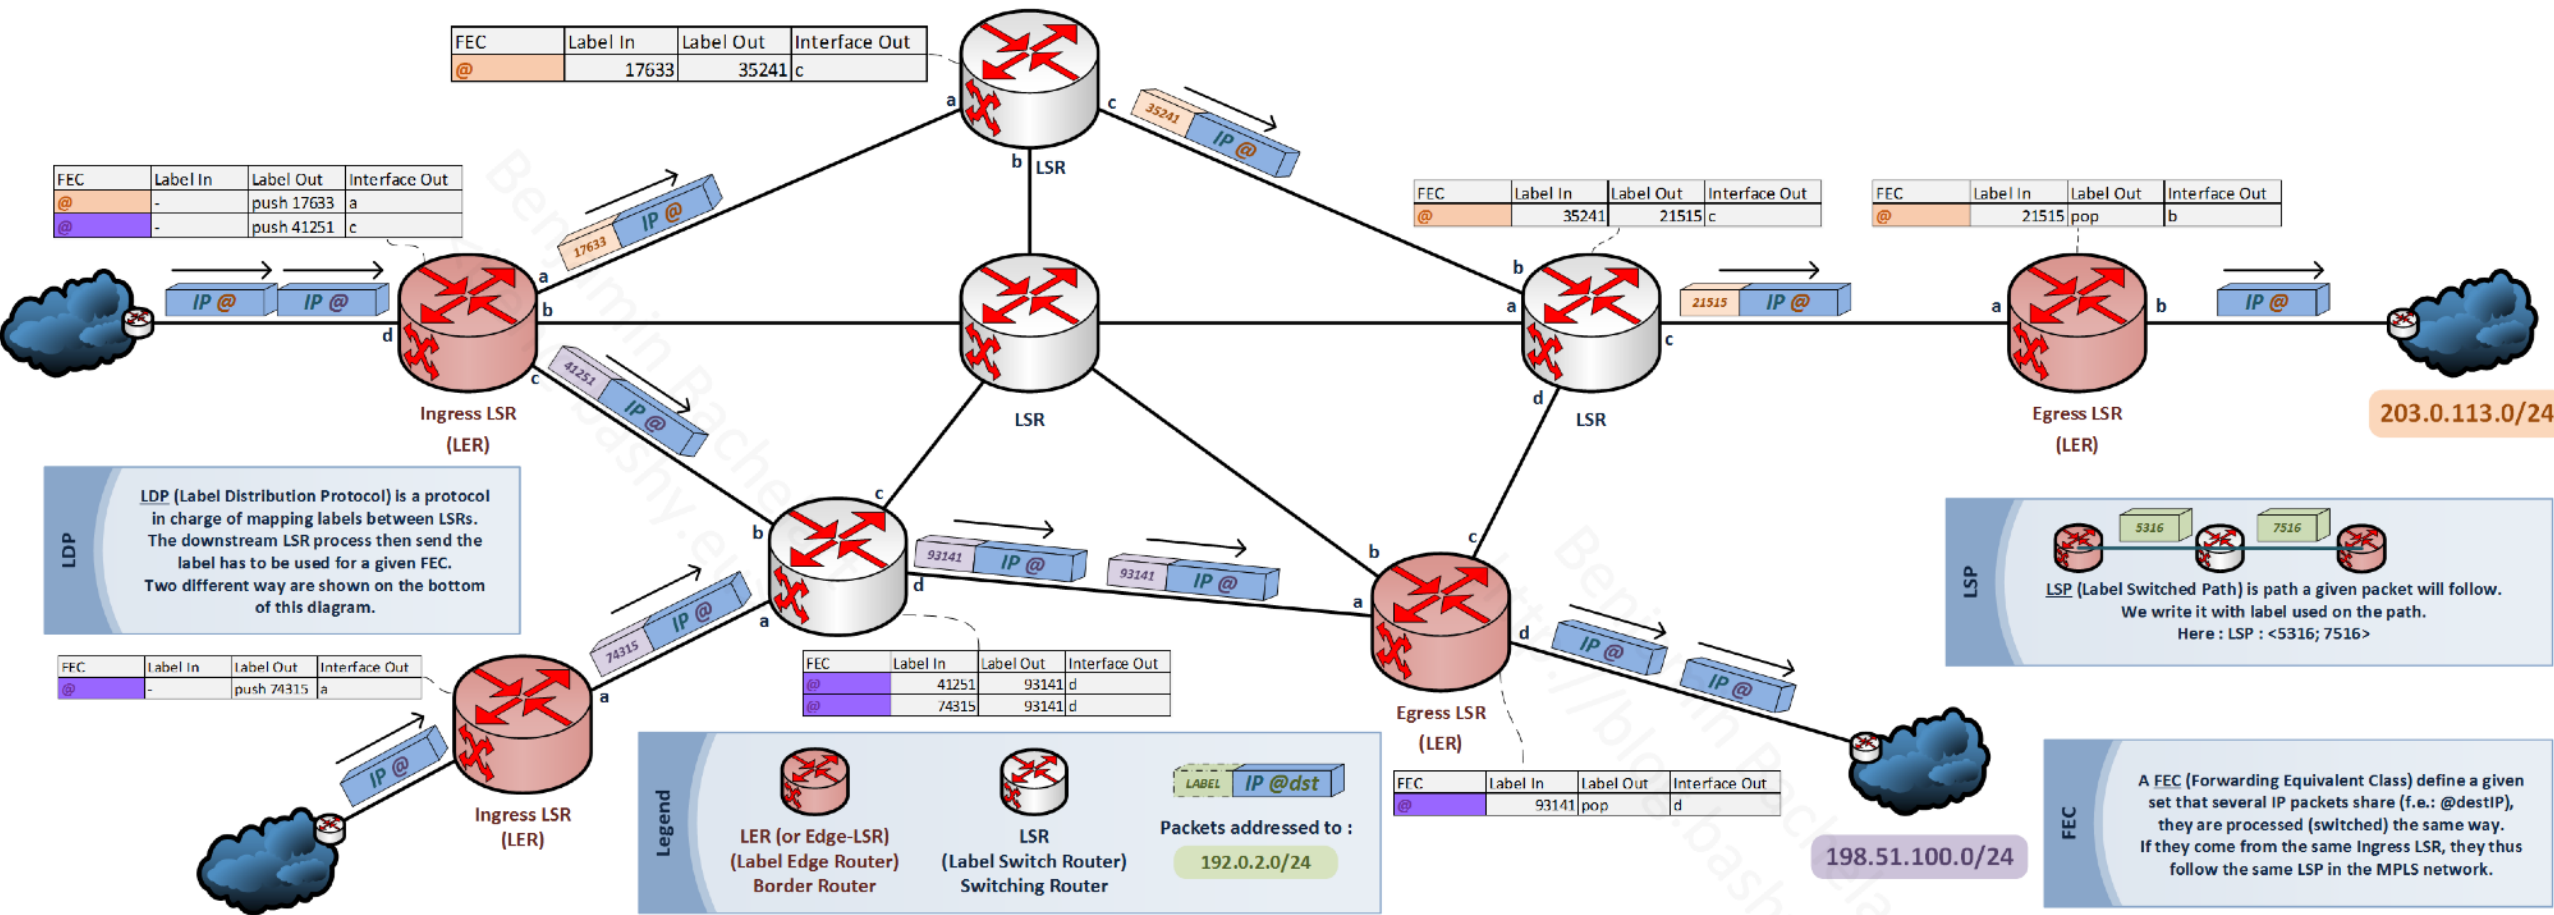 FEC Label In Label Out Interface Out
@ 17633 35241 c
a
c
b
LSR
35241 IP @
FEC Label In Label Out Interface Out
@ - push 17633 a
@ - push 41251 c
17633 IP @
FEC Label In Label Out Interface Out
@ 35241 21515 c
FEC Label In Label Out Interface Out
@ 21515 pop b
IP @ IP @
d
a
b
c
Ingress LSR
(LER)
LSR
b
a
c
d
LSR
21515 IP @
a
b
IP @
Egress LSR
(LER)
203.0.113.0/24
41251 IP @
LDP
LDP (Label Distribution Protocol) is a protocol
in charge of mapping labels between LSRs.
The downstream LSR process then send the
label has to be used for a given FEC.
Two different way are shown on the bottom
of this diagram.
b
c
a
d
93141 IP @
93141 IP @
74315 IP @
b
c
a
d
IP @
IP @
Egress LSR
(LER)
LSP
5316 7516
LSP (Label Switched Path) is path a given packet will follow.
We write it with label used on the path.
Here : LSP : <5316; 7516>
FEC Label In Label Out Interface Out
@ - push 74315 a
a
IP @
Ingress LSR
(LER)
FEC Label In Label Out Interface Out
@ 41251 93141 d
@ 74315 93141 d
Legend
LER (or Edge-LSR)
(Label Edge Router)
Border Router
LSR
(Label Switch Router)
Switching Router
LABEL IP @dst
Packets addressed to :
192.0.2.0/24
FEC Label In Label Out Interface Out
@ 93141 pop d
198.51.100.0/24
FEC
A FEC (Forwarding Equivalent Class) define a given
set that several IP packets share (f.e.: @destIP),
they are processed (switched) the same way.
If they come from the same Ingress LSR, they thus
follow the same LSP in the MPLS network.